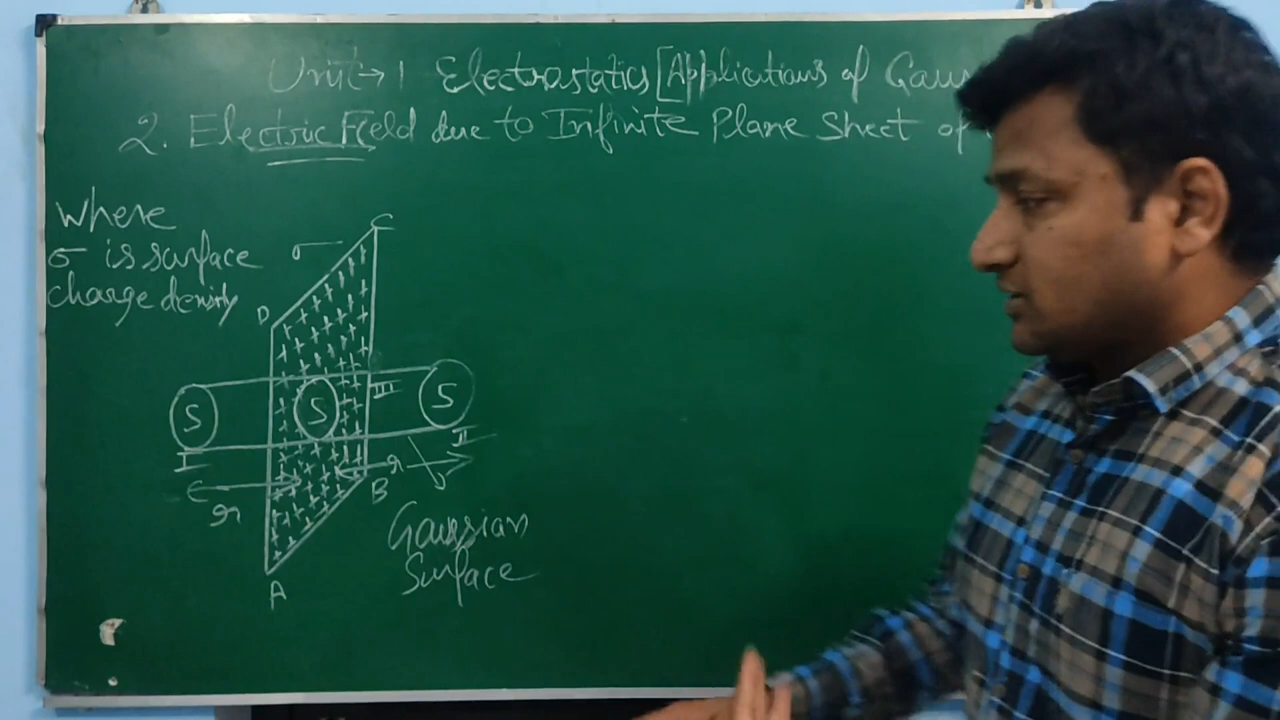 Unit → 1 Electrostatics [Applications of Gaus
2. Electric Field due to Infinite Plane Sheet of
Where
σ is surface
charge density
σ
C
D
S
S
S
III
II
I
r
r
B
Gaussian
Surface
A